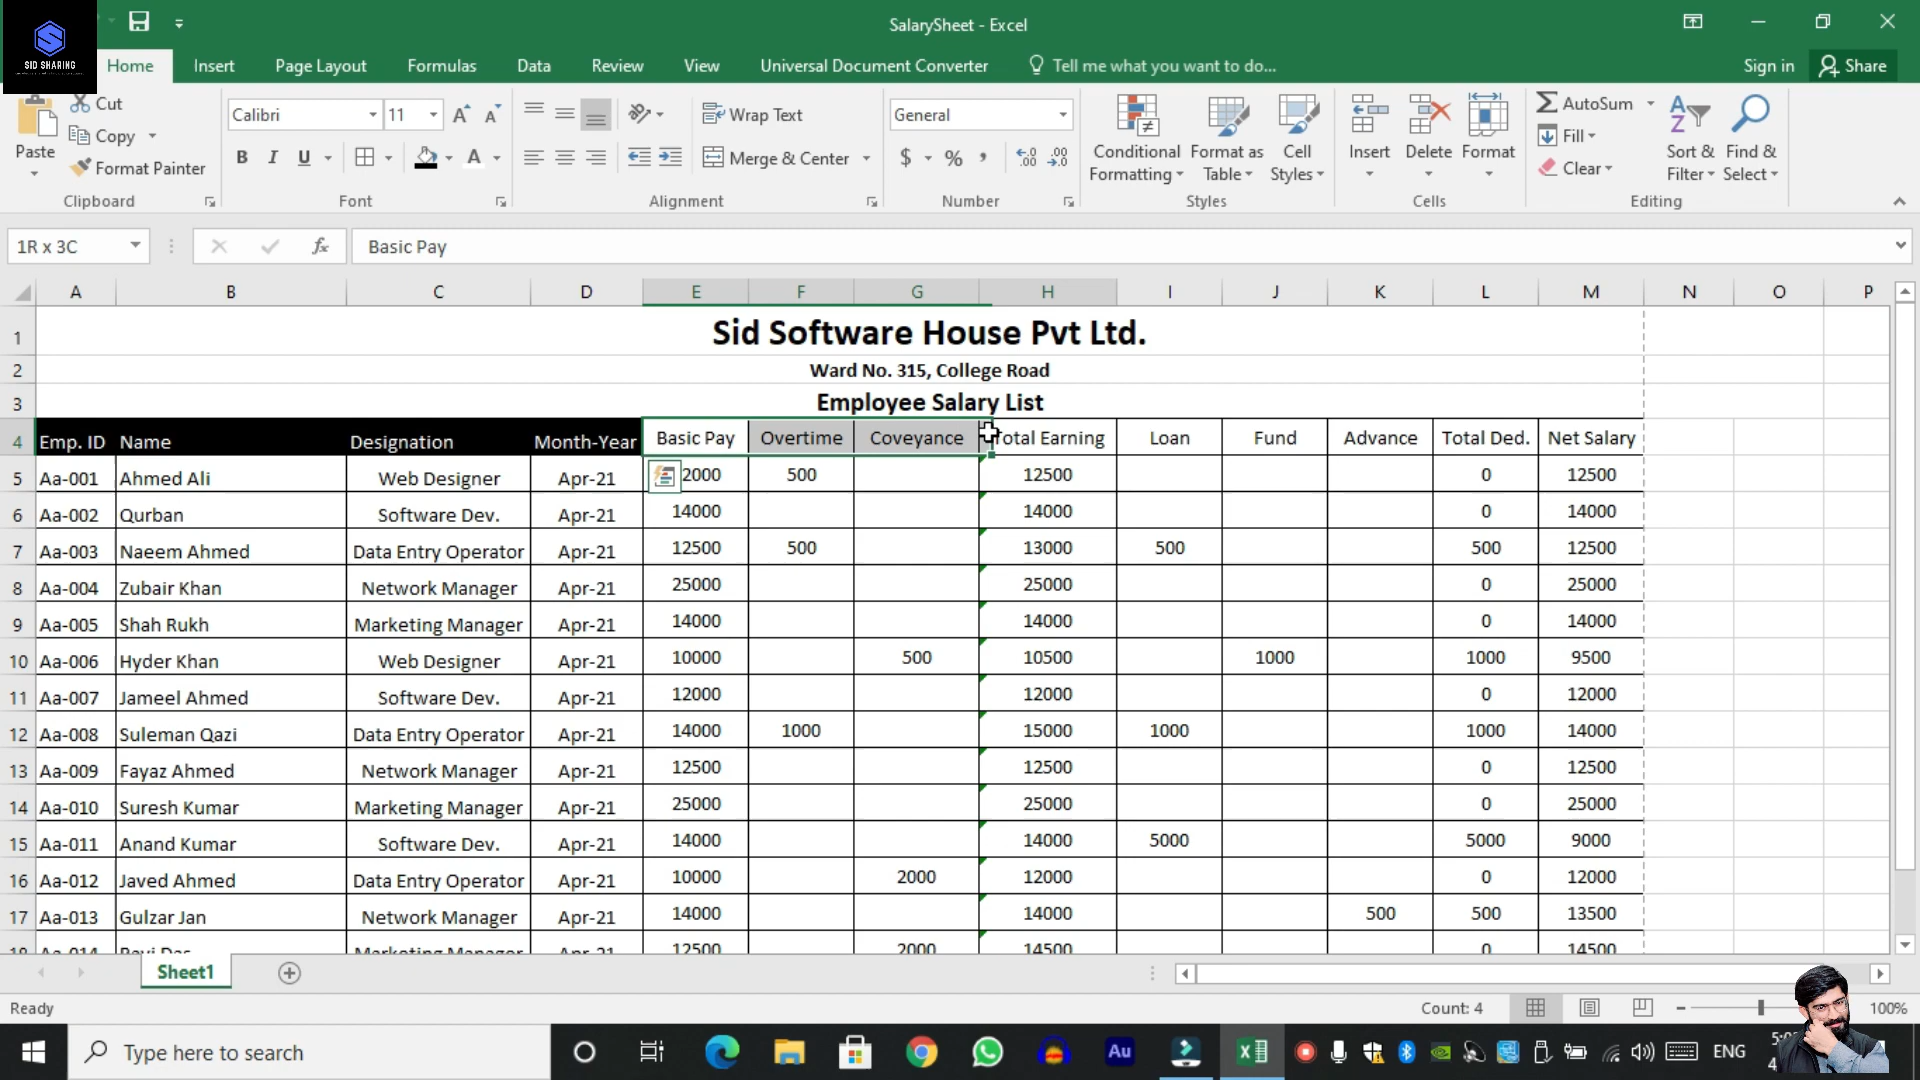 SID SHARING
SalarySheet - Excel
Home Insert Page Layout Formulas Data Review View Universal Document Converter Tell me what you want to do... Sign in Share
Paste
Cut
Copy
Format Painter
Clipboard
Calibri 11
B I U A
Font
Wrap Text
Merge & Center
Alignment
General
$ % ,
Number
Conditional Formatting
Format as Table
Cell Styles
Styles
Insert Delete Format
Cells
AutoSum
Fill
Clear
Sort & Filter
Find & Select
Editing
1R x 3C fx Basic Pay
A B C D E F G H I J K L M N O P
1 Sid Software House Pvt Ltd.
2 Ward No. 315, College Road
3 Employee Salary List
4 Emp. ID Name Designation Month-Year Basic Pay Overtime Coveyance Total Earning Loan Fund Advance Total Ded. Net Salary
5 Aa-001 Ahmed Ali Web Designer Apr-21 2000 500 12500 0 12500
6 Aa-002 Qurban Software Dev. Apr-21 14000 14000 0 14000
7 Aa-003 Naeem Ahmed Data Entry Operator Apr-21 12500 500 13000 500 500 12500
8 Aa-004 Zubair Khan Network Manager Apr-21 25000 25000 0 25000
9 Aa-005 Shah Rukh Marketing Manager Apr-21 14000 14000 0 14000
10 Aa-006 Hyder Khan Web Designer Apr-21 10000 500 10500 1000 1000 9500
11 Aa-007 Jameel Ahmed Software Dev. Apr-21 12000 12000 0 12000
12 Aa-008 Suleman Qazi Data Entry Operator Apr-21 14000 1000 15000 1000 1000 14000
13 Aa-009 Fayaz Ahmed Network Manager Apr-21 12500 12500 0 12500
14 Aa-010 Suresh Kumar Marketing Manager Apr-21 25000 25000 0 25000
15 Aa-011 Anand Kumar Software Dev. Apr-21 14000 14000 5000 5000 9000
16 Aa-012 Javed Ahmed Data Entry Operator Apr-21 10000 2000 12000 0 12000
17 Aa-013 Gulzar Jan Network Manager Apr-21 14000 14000 500 500 13500
18 Aa-014 Ravi Das Marketing Manager Apr-21 12500 2000 14500 0 14500
Sheet1
Ready Count: 4 100%
Type here to search Au ENG